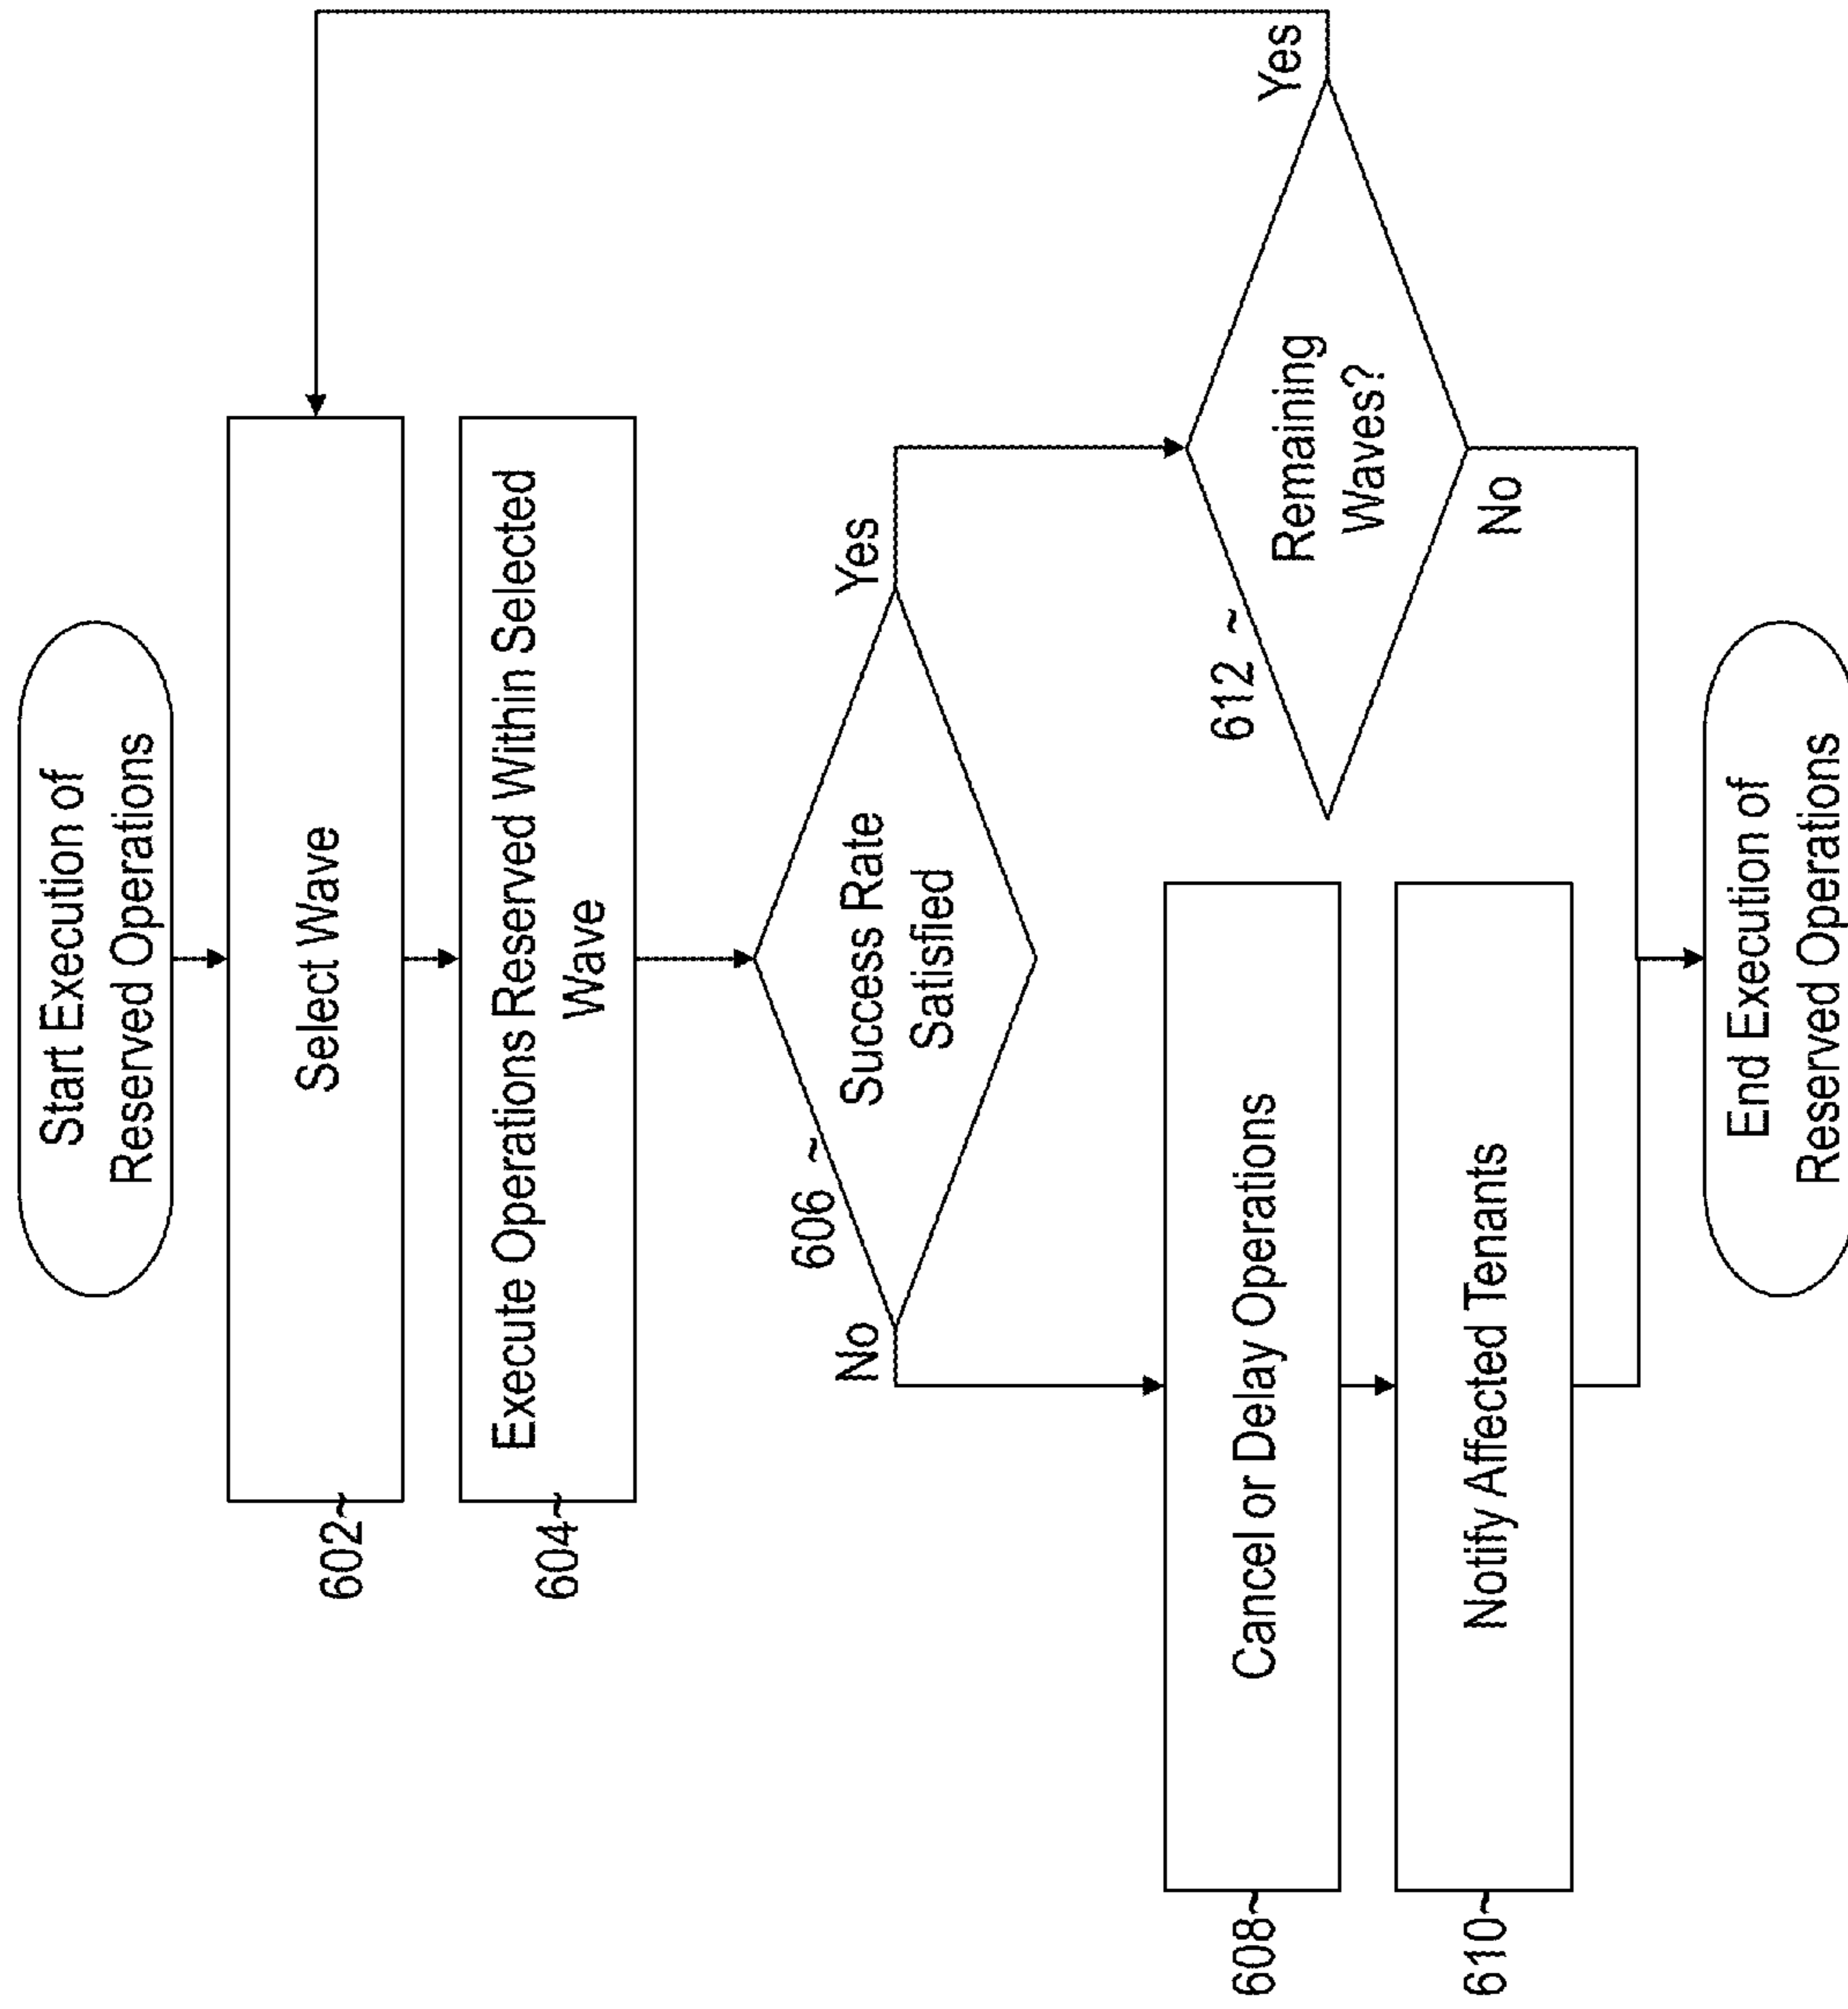 Start Execution of
Reserved Operations
602~
Select Wave
604~
Execute Operations Reserved Within Selected
Wave
606 ~
Success Rate
Satisfied
No
Yes
608~
Cancel or Delay Operations
610~
Notify Affected Tenants
612 ~
Remaining
Waves?
Yes
No
End Execution of
Reserved Operations